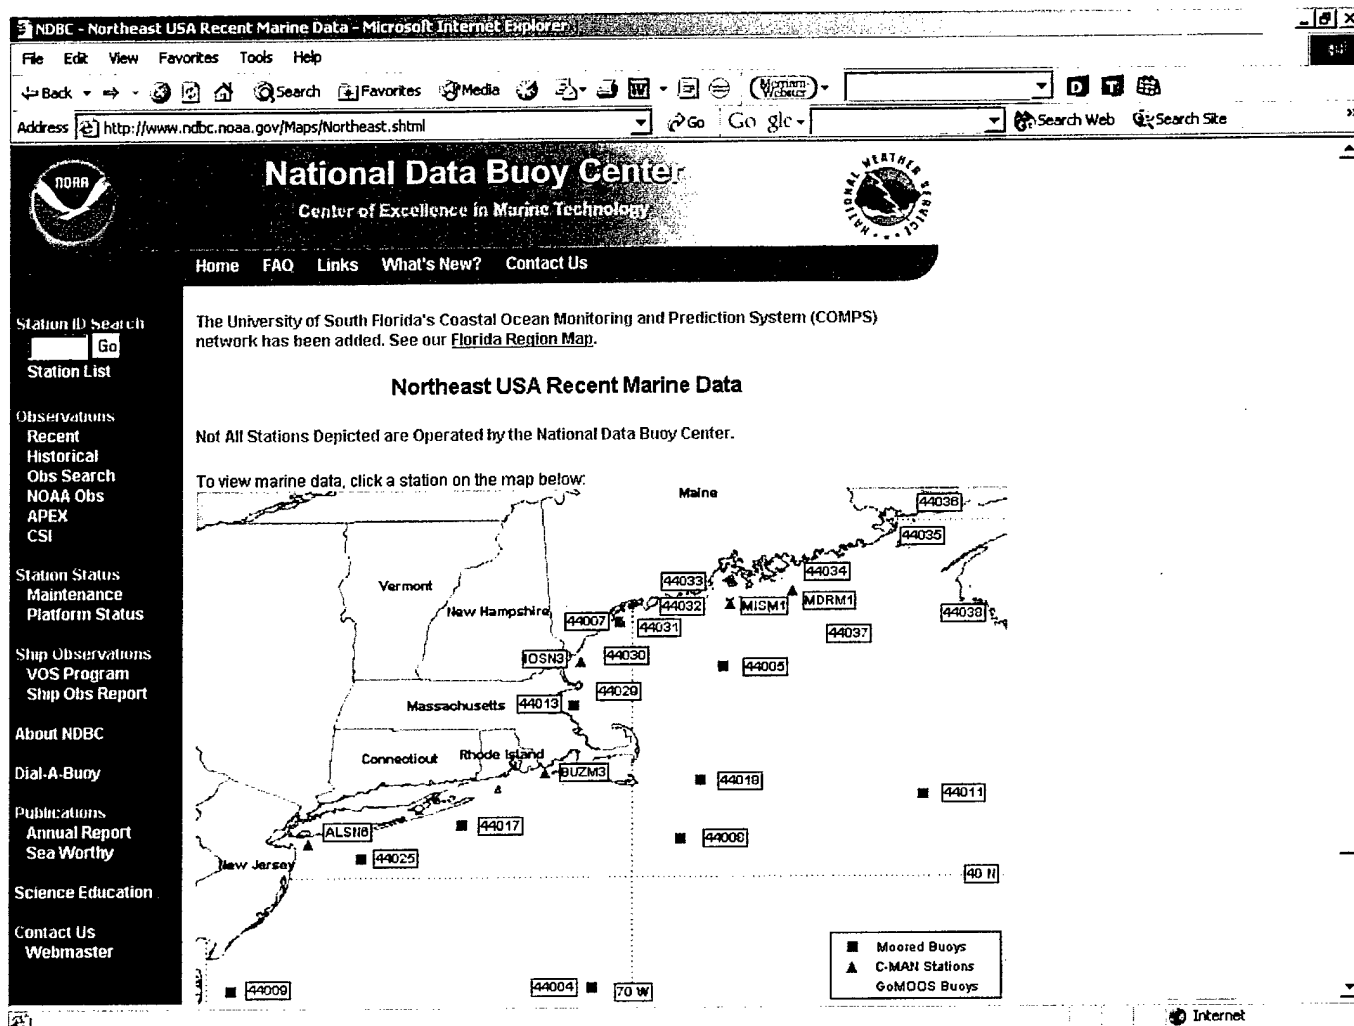 NDBC - Northeast USA Recent Marine Data - Microsoft Internet Explorer
File Edit View Favorites Tools Help
Back Search Favorites Media Merriam-Webster
Address http://www.ndbc.noaa.gov/Maps/Northeast.shtml Go Google Search Web Search Site
NOAA
National Data Buoy Center
Center of Excellence in Marine Technology
NATIONAL WEATHER SERVICE
Home FAQ Links What's New? Contact Us
Station ID Search
Go
Station List
Observations
Recent
Historical
Obs Search
NOAA Obs
APEX
CSI
Station Status
Maintenance
Platform Status
Ship Observations
VOS Program
Ship Obs Report
About NDBC
Dial-A-Buoy
Publications
Annual Report
Sea Worthy
Science Education
Contact Us
Webmaster
The University of South Florida's Coastal Ocean Monitoring and Prediction System (COMPS)
network has been added. See our Florida Region Map.
Northeast USA Recent Marine Data
Not All Stations Depicted are Operated by the National Data Buoy Center.
To view marine data, click a station on the map below:
Maine
44036
44035
Vermont
44034
44033
New Hampshire
44032
MISM1
MDRM1
44038
44007
44031
44037
IOSN3
44030
44005
44029
Massachusetts
44013
Connecticut
Rhode Island
BUZM3
44018
44011
ALSN6
44017
44008
New Jersey
44025
40 N
Moored Buoys
C-MAN Stations
GoMOOS Buoys
44009
44004
70 W
Internet